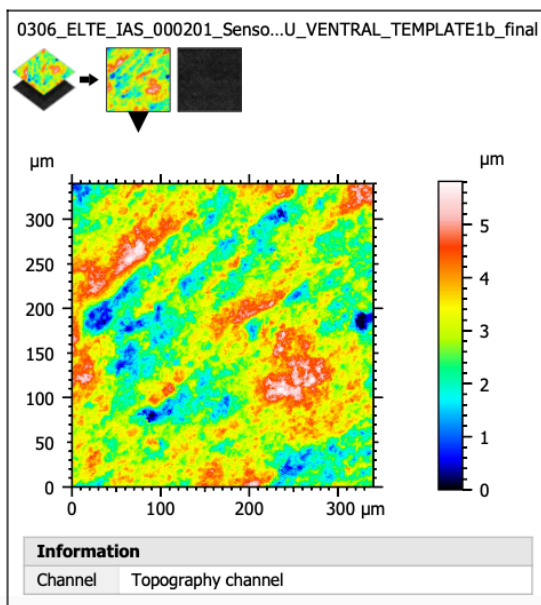 0306_ELTE_IAS_000201_Senso...U_VENTRAL_TEMPLATE1b_final
µm
µm
300
250
200
150
100
50
0
0
100
200
300 µm
5
4
3
2
1
0
Information
Channel Topography channel